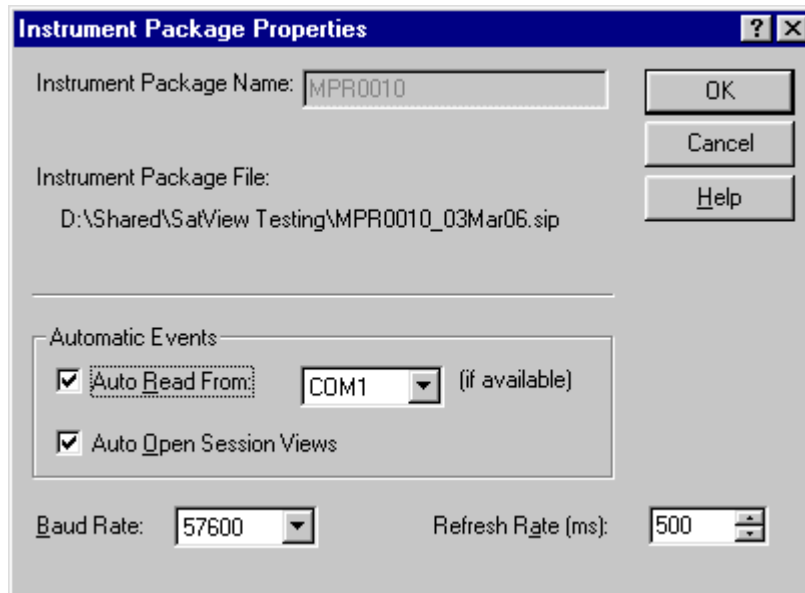 Instrument Package Properties
Instrument Package Name: MPR0010
OK
Cancel
Help
Instrument Package File:
D:\Shared\SatView Testing\MPR0010_03Mar06.sip
Automatic Events
Auto Read From: COM1 (if available)
Auto Open Session Views
Baud Rate: 57600 Refresh Rate (ms): 500